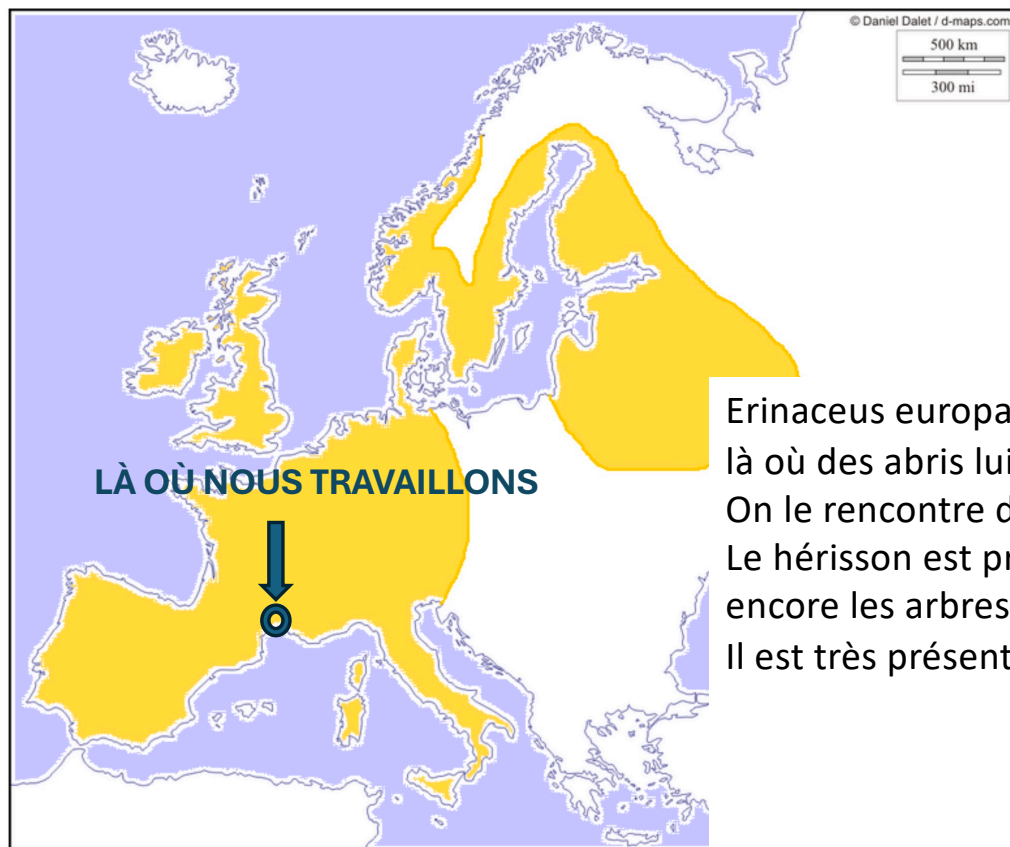 © Daniel Dalet / d-maps.com
500 km
300 mi
LÀ OÙ NOUS TRAVAILLONS
Erinaceus europa
là où des abris lui
On le rencontre d
Le hérisson est pr
encore les arbres
Il est très présent